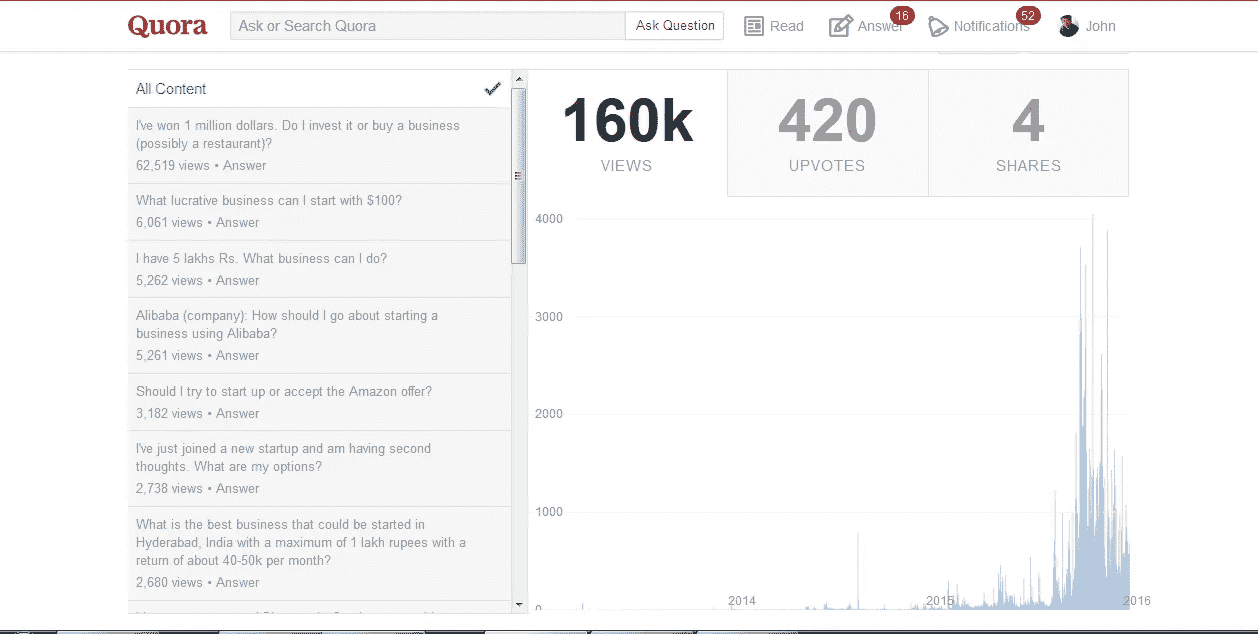 Quora
Ask or Search Quora
Ask Question
Read
Answer
16
Notifications
52
John
All Content
I've won 1 million dollars. Do I invest it or buy a business
(possibly a restaurant)?
62,519 views • Answer
What lucrative business can I start with $100?
6,061 views • Answer
I have 5 lakhs Rs. What business can I do?
5,262 views • Answer
Alibaba (company): How should I go about starting a
business using Alibaba?
5,261 views • Answer
Should I try to start up or accept the Amazon offer?
3,182 views • Answer
I've just joined a new startup and am having second
thoughts. What are my options?
2,738 views • Answer
What is the best business that could be started in
Hyderabad, India with a maximum of 1 lakh rupees with a
return of about 40-50k per month?
2,680 views • Answer
160k
VIEWS
420
UPVOTES
4
SHARES
4000
3000
2000
1000
0
2014
2015
2016